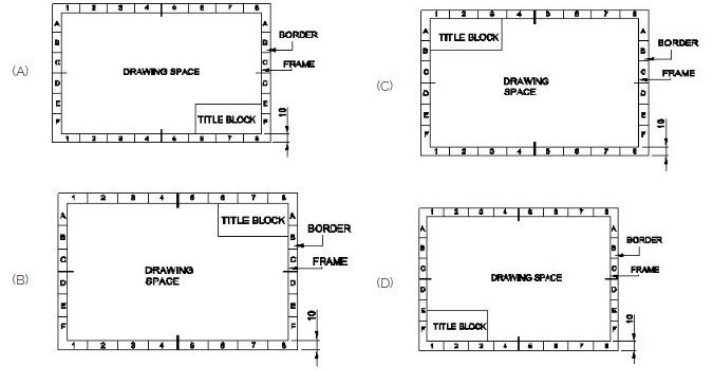 (A)
1 2 3 4 5 6 7 8
A A
B B
C C
D D
E E
F F
BORDER
FRAME
DRAWING SPACE
TITLE BLOCK
10
1 2 3 4 5 6 7 8
(B)
1 2 3 4 5 6 7 8
TITLE BLOCK
A A
B B
C C
D D
E E
F F
BORDER
FRAME
DRAWING
SPACE
10
1 2 3 4 5 6 7 8
(C)
1 2 3 4 5 6 7 8
TITLE BLOCK
A A
B B
C C
D D
E E
F F
BORDER
FRAME
DRAWING
SPACE
10
1 2 3 4 5 6 7 8
(D)
1 2 3 4 5 6 7 8
A A
B B
C C
D D
E E
F F
BORDER
FRAME
DRAWING SPACE
TITLE BLOCK
10
1 2 3 4 5 6 7 8